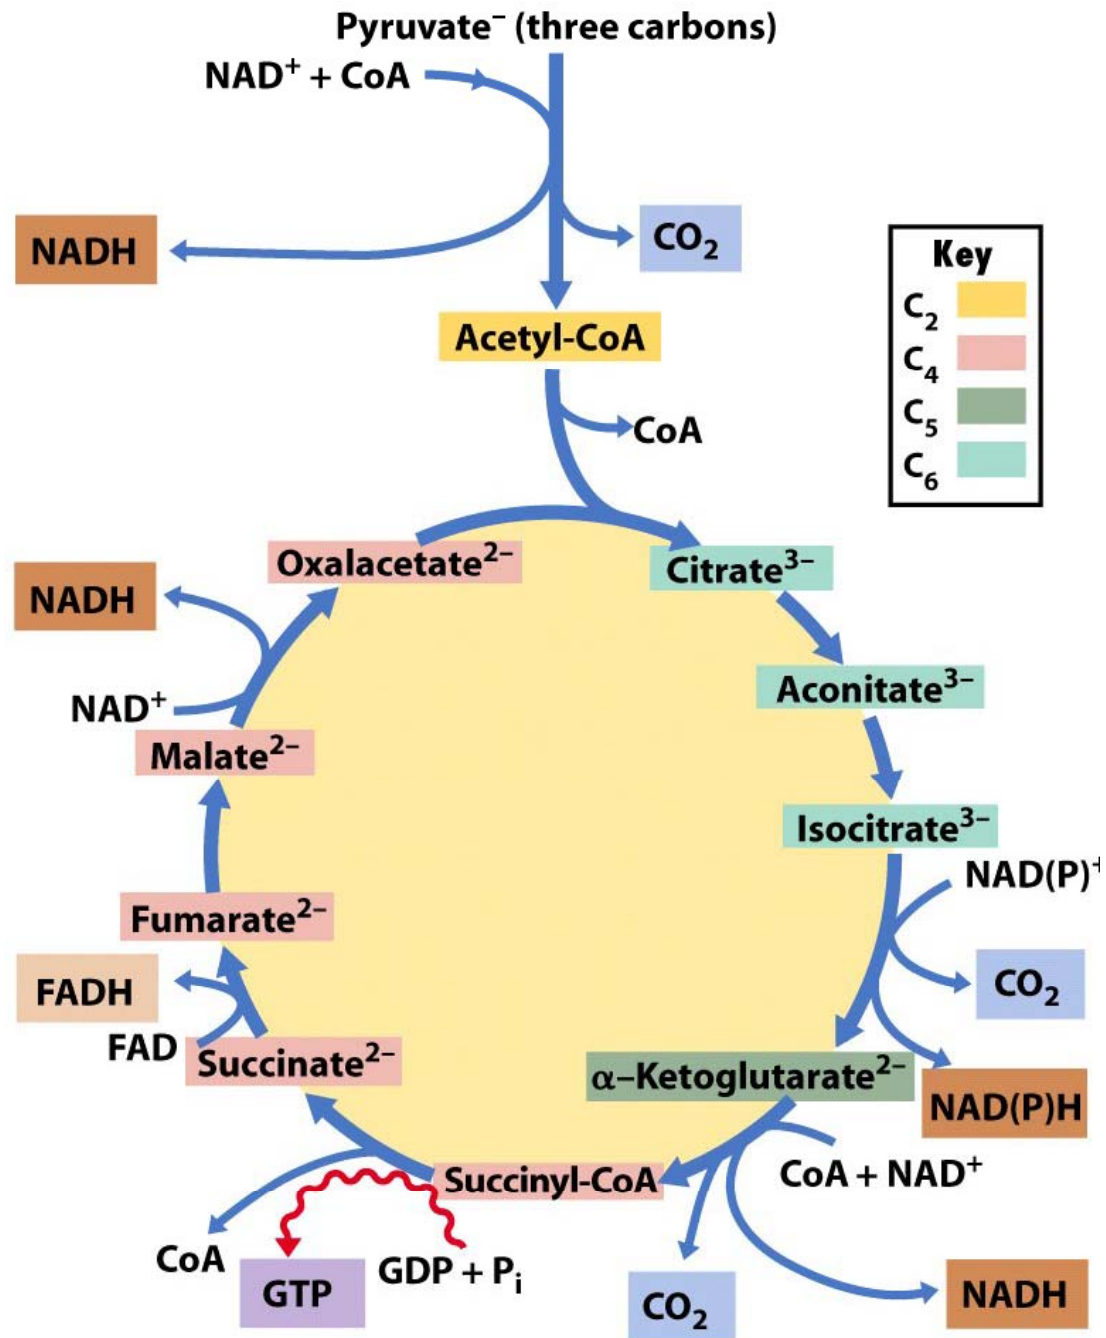 Pyruvate⁻ (three carbons)
NAD⁺ + CoA
NADH
CO₂
Key
C₂
C₄
C₅
C₆
Acetyl-CoA
CoA
Oxalacetate²⁻
Citrate³⁻
NADH
Aconitate³⁻
NAD⁺
Malate²⁻
Isocitrate³⁻
NAD(P)⁺
Fumarate²⁻
FADH
CO₂
FAD
Succinate²⁻
α–Ketoglutarate²⁻
NAD(P)H
Succinyl-CoA
CoA + NAD⁺
CoA
GDP + Pᵢ
GTP
CO₂
NADH